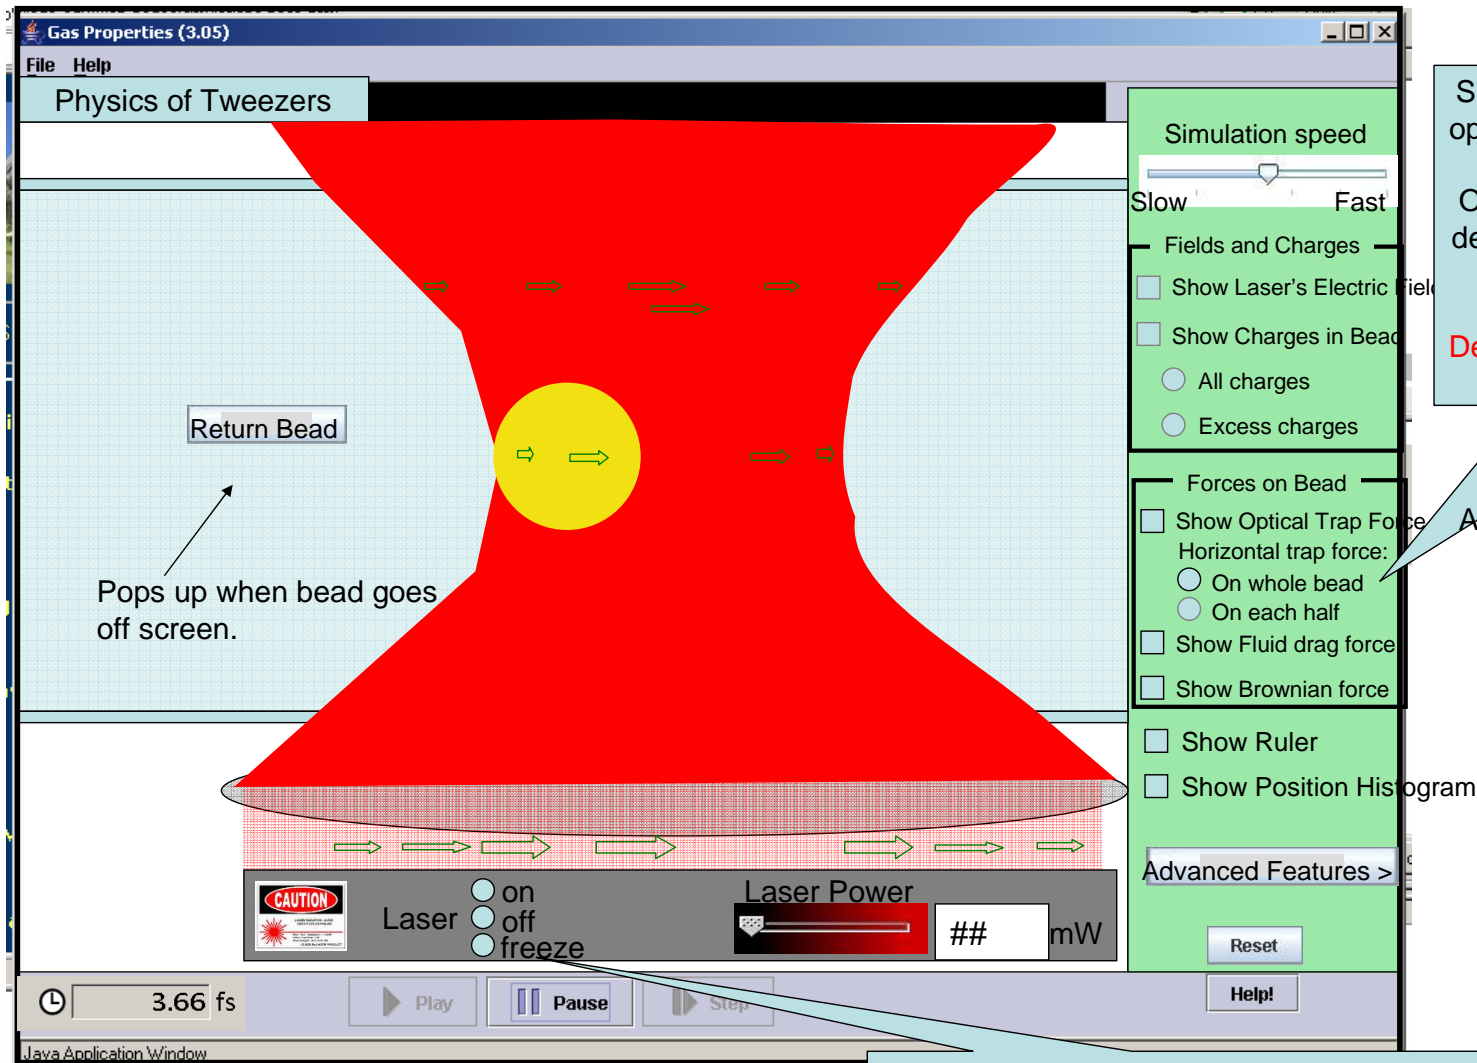 Gas Properties (3.05)
File Help
Physics of Tweezers
Simulation speed
Slow Fast
Fields and Charges
Show Laser's Electric Field
Show Charges in Bead
All charges
Excess charges
Return Bead
Pops up when bead goes
off screen.
Forces on Bead
Show Optical Trap Force
Horizontal trap force:
On whole bead
On each half
Show Fluid drag force
Show Brownian force
Show Ruler
Show Position Histogram
Advanced Features >
CAUTION
Laser
on
off
freeze
Laser Power
## mW
Reset
Help!
3.66 fs
Play
Pause
Step
Java Application Window